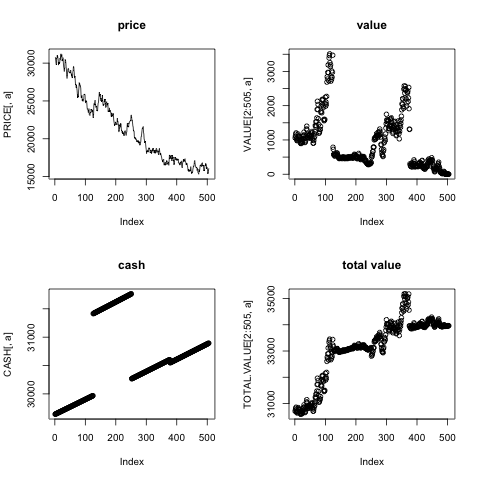 price
PRICE[, a]
15000 20000 25000 30000
0 100 200 300 400 500
Index
value
VALUE[2:505, a]
0 1000 2000 3000
0 100 200 300 400 500
Index
cash
CASH[, a]
30000 31000
0 100 200 300 400 500
Index
total value
TOTAL.VALUE[2:505, a]
31000 33000 35000
0 100 200 300 400 500
Index